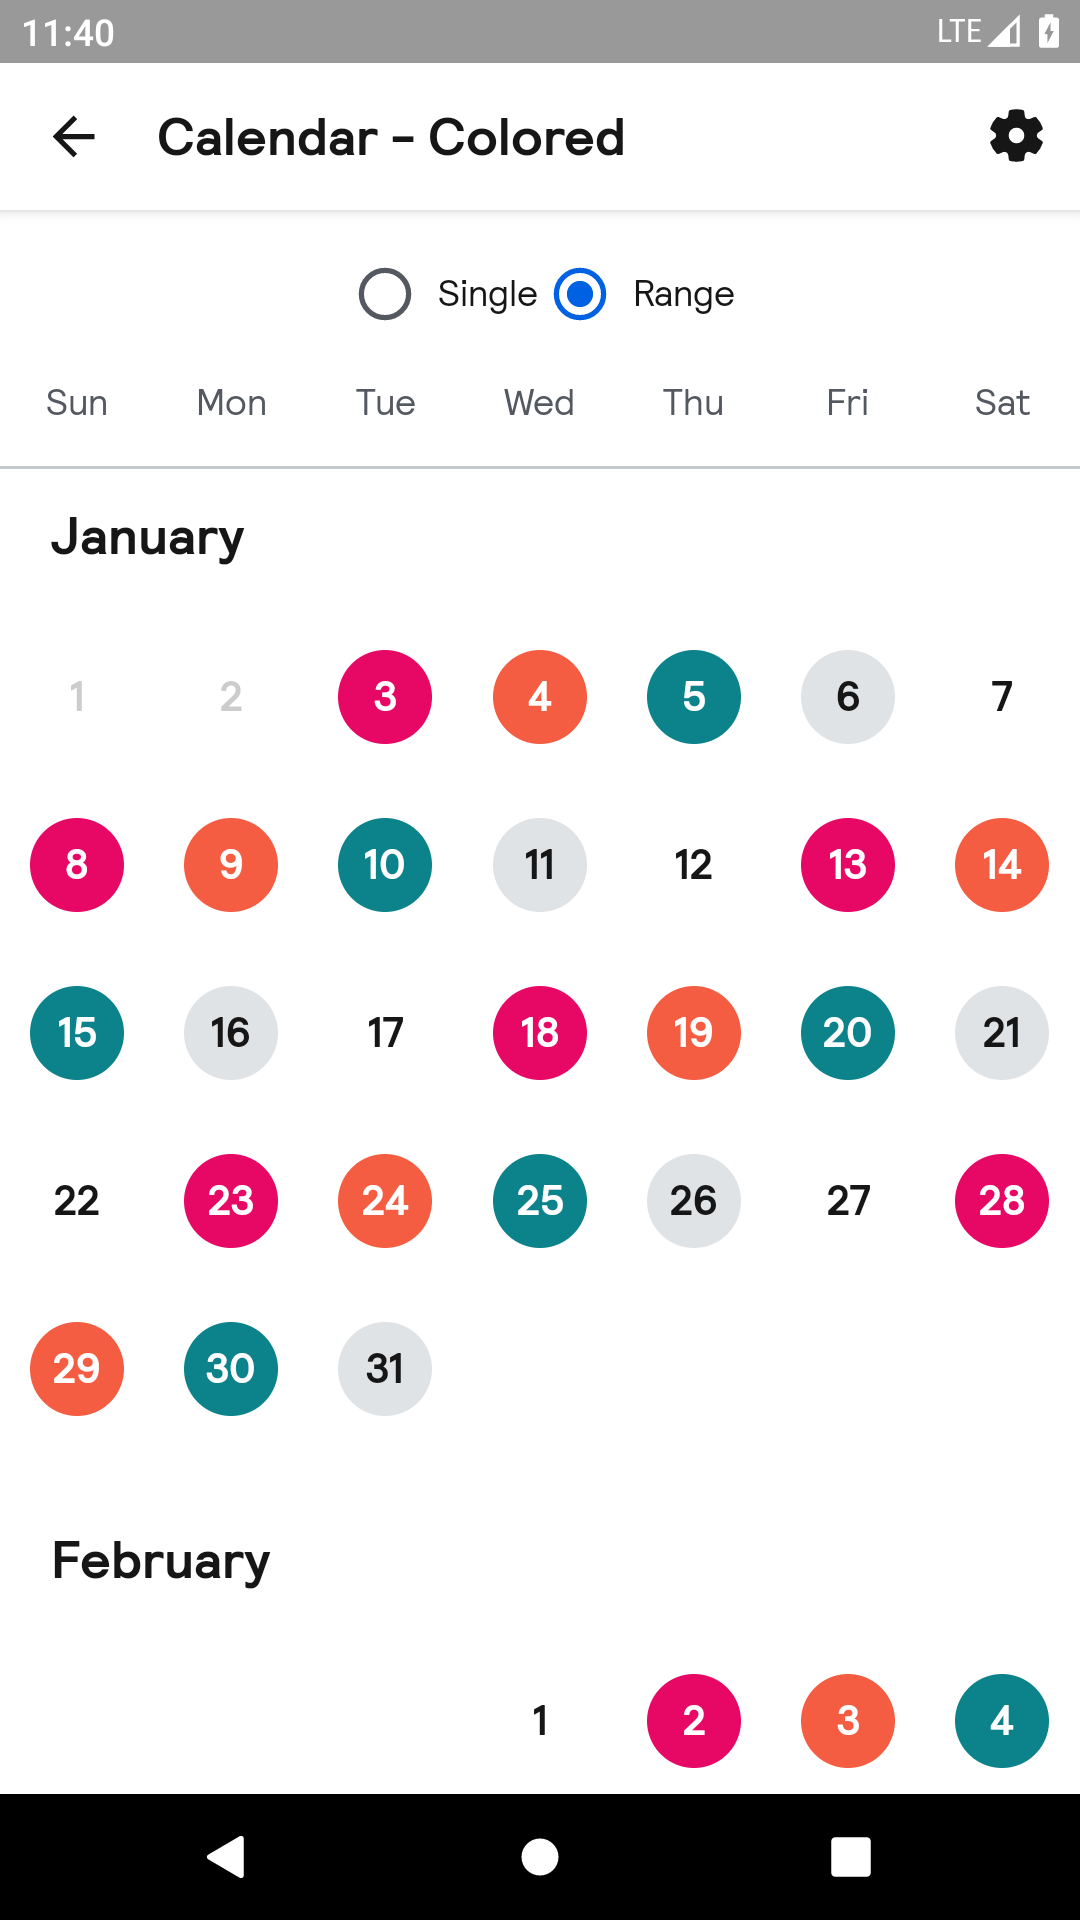 11:40 LTE
Calendar – Colored
Single Range
Sun Mon Tue Wed Thu Fri Sat
January
1 2 3 4 5 6 7
8 9 10 11 12 13 14
15 16 17 18 19 20 21
22 23 24 25 26 27 28
29 30 31
February
1 2 3 4